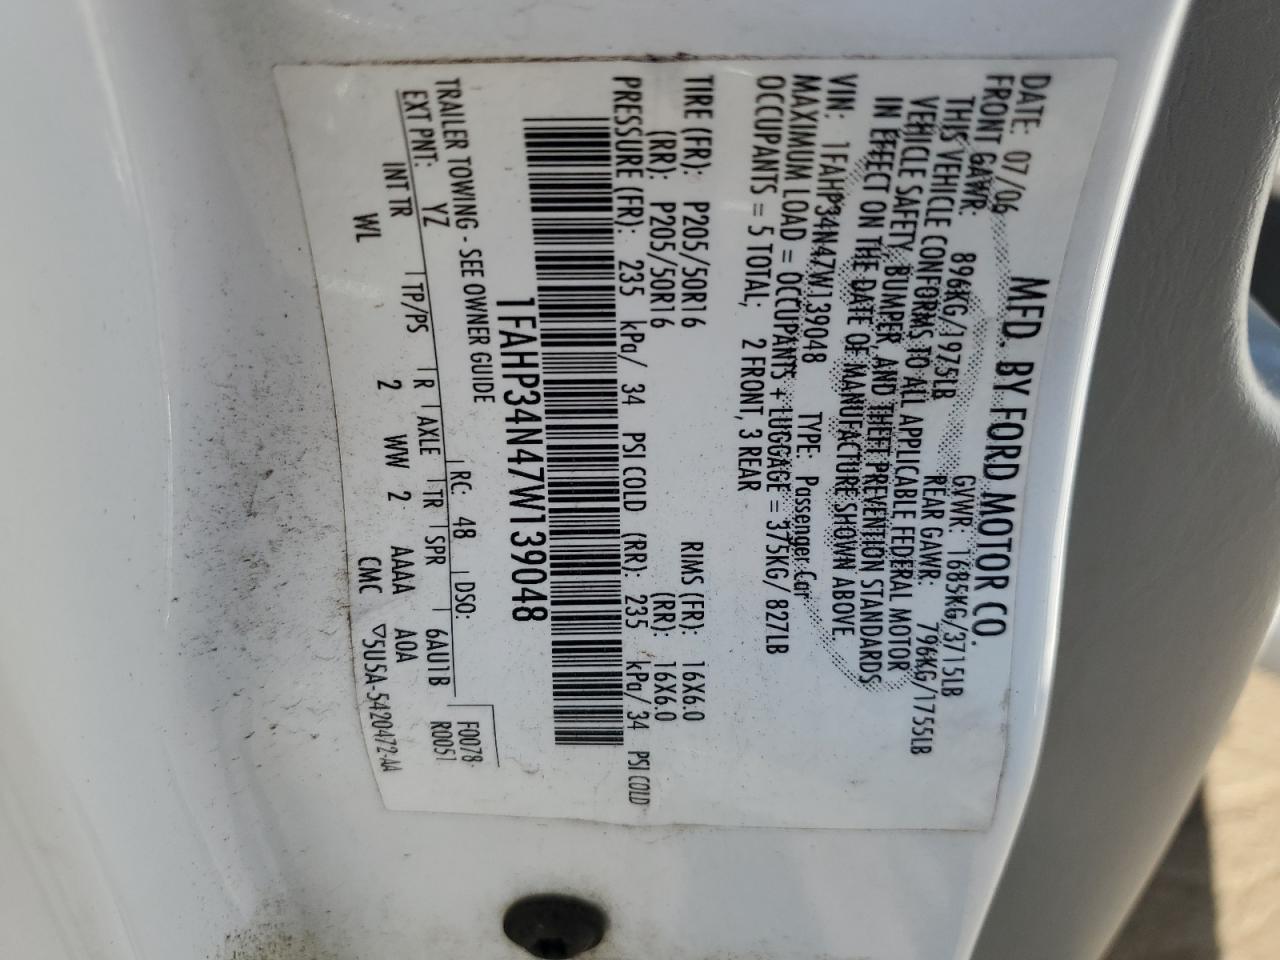 MFD. BY FORD MOTOR CO.
DATE: 07/06 GVWR: 1685KG/3715LB
FRONT GAWR: 896KG/1975LB REAR GAWR: 796KG/1755LB
THIS VEHICLE CONFORMS TO ALL APPLICABLE FEDERAL MOTOR
VEHICLE SAFETY, BUMPER, AND THEFT PREVENTION STANDARDS
IN EFFECT ON THE DATE OF MANUFACTURE SHOWN ABOVE.
VIN: 1FAHP34N47W139048 TYPE: Passenger Car
MAXIMUM LOAD = OCCUPANTS + LUGGAGE = 375KG/ 827LB
OCCUPANTS = 5 TOTAL, 2 FRONT, 3 REAR
TIRE (FR): P205/50R16 RIMS (FR): 16X6.0
(RR): P205/50R16 (RR): 16X6.0
PRESSURE (FR): 235 kPa/ 34 PSI COLD (RR): 235 kPa/ 34 PSI COLD
1FAHP34N47W139048
TRAILER TOWING - SEE OWNER GUIDE
F0078
R0051
EXT PNT: YZ RC: 48 DSO:
INT TR TP/PS R AXLE TR SPR 6AU1B
WL 2 WW 2 AAAA A0A
2 CMC ▽5U5A-5420472-AA